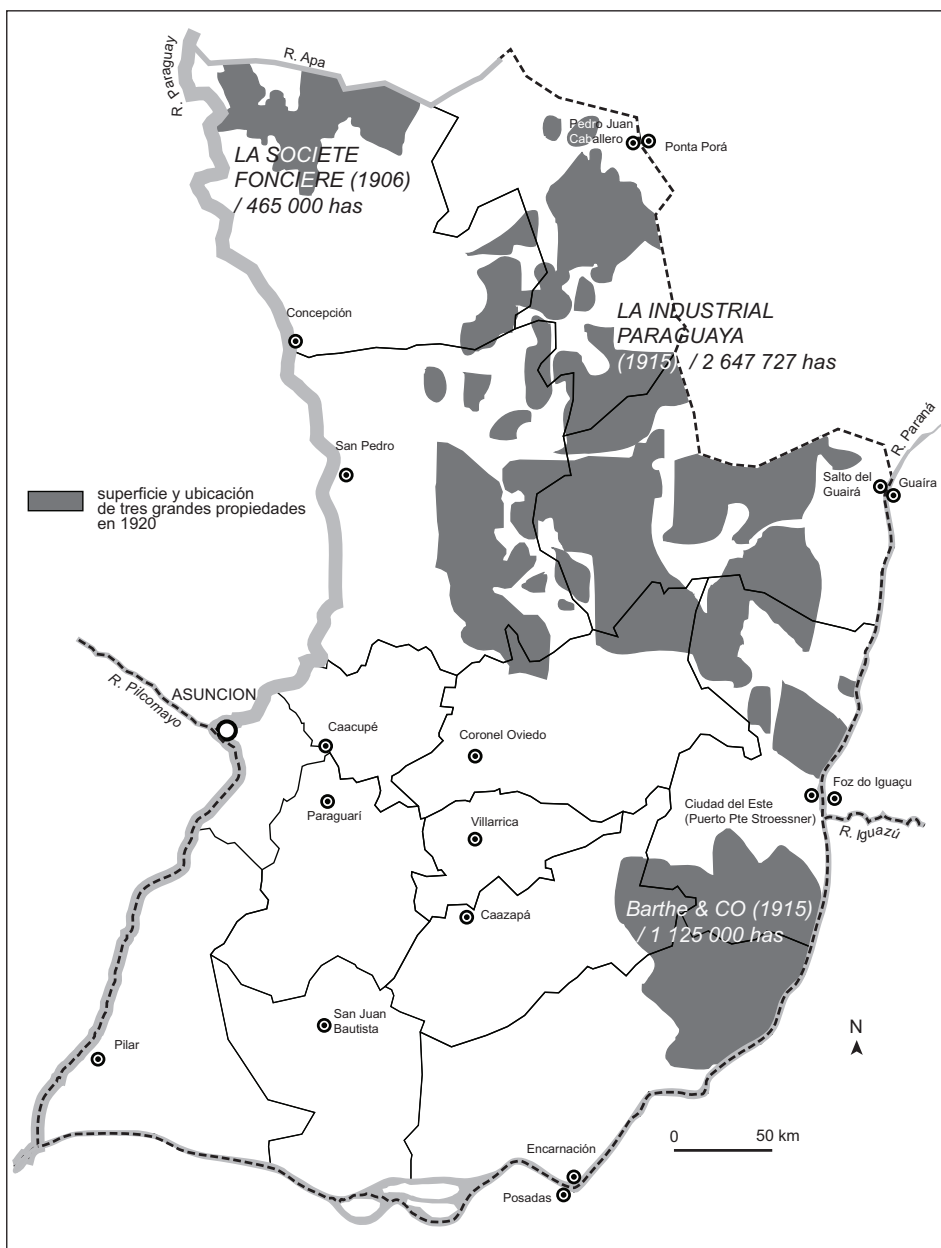 R. Paraguay
R. Apa
Pedro Juan
Caballero
Ponta Porá
LA SOCIETE
FONCIERE (1906)
/ 465 000 has
LA INDUSTRIAL
PARAGUAYA
(1915) / 2 647 727 has
Concepción
R. Paraná
San Pedro
Salto del
Guairá
Guaíra
superficie y ubicación
de tres grandes propiedades
en 1920
R. Pilcomayo
ASUNCION
Caacupé
Coronel Oviedo
Paraguarí
Villarrica
Ciudad del Este
(Puerto Pte Stroessner)
Foz do Iguaçu
R. Iguazú
Caazapá
Barthe & CO (1915)
/ 1 125 000 has
San Juan
Bautista
Pilar
N
0 50 km
Encarnación
Posadas